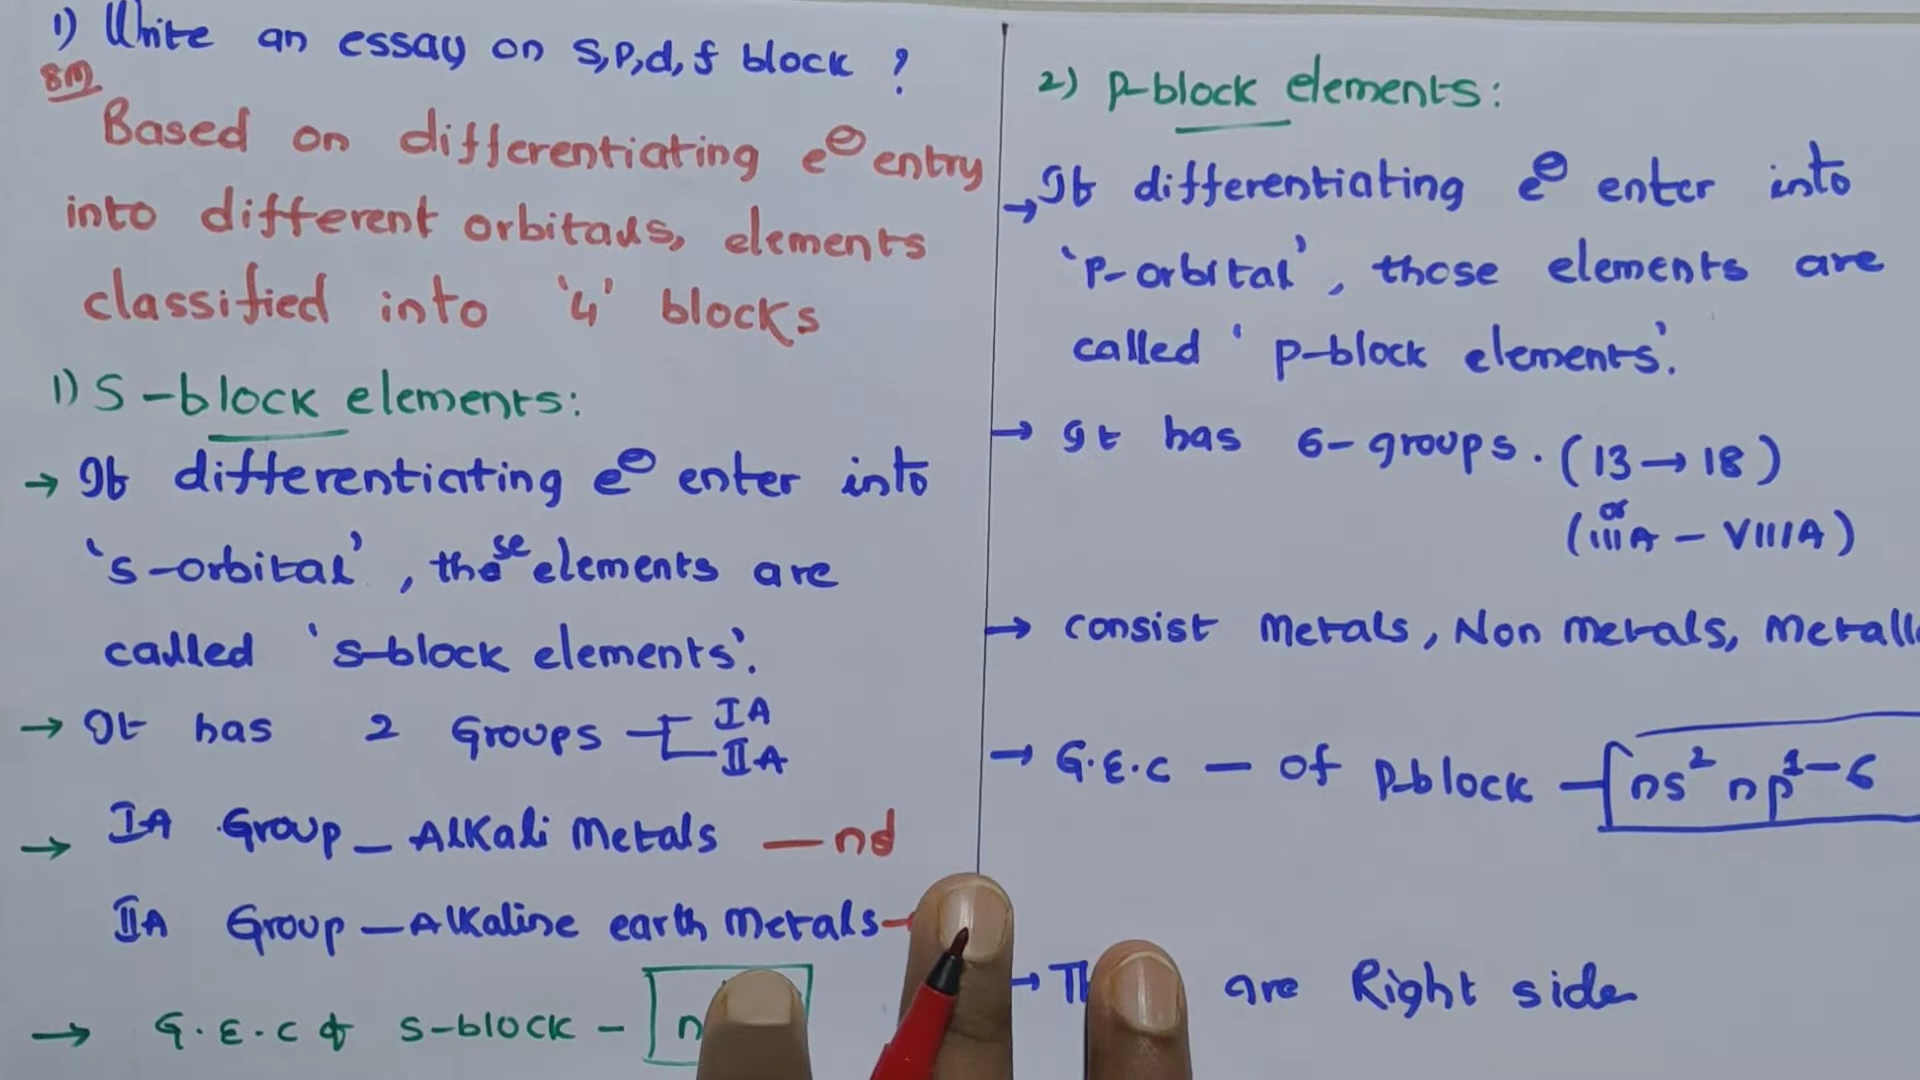 1) Write an essay on s,p,d,f block ?
8M
Based on differentiating e⊖ entry
into different orbitals, elements
classified into '4' blocks
1) S-block elements:
→ If differentiating e⊖ enter into
's-orbital', those elements are
called 's-block elements'.
→ It has 2 Groups IA
IIA
→ IA Group - Alkali Metals -
IIA Group - Alkaline earth Metals -
→ G.E.C of s-block - n
2) P-block elements:
→ If differentiating e⊖ enter into
'p-orbital', those elements are
called 'p-block elements'.
→ It has 6-groups. (13→18)
or
(IIIA - VIIIA)
→ consist Metals, Non metals,
→ G.E.C - of p-block - ns² np¹⁻⁶
→ are Right side